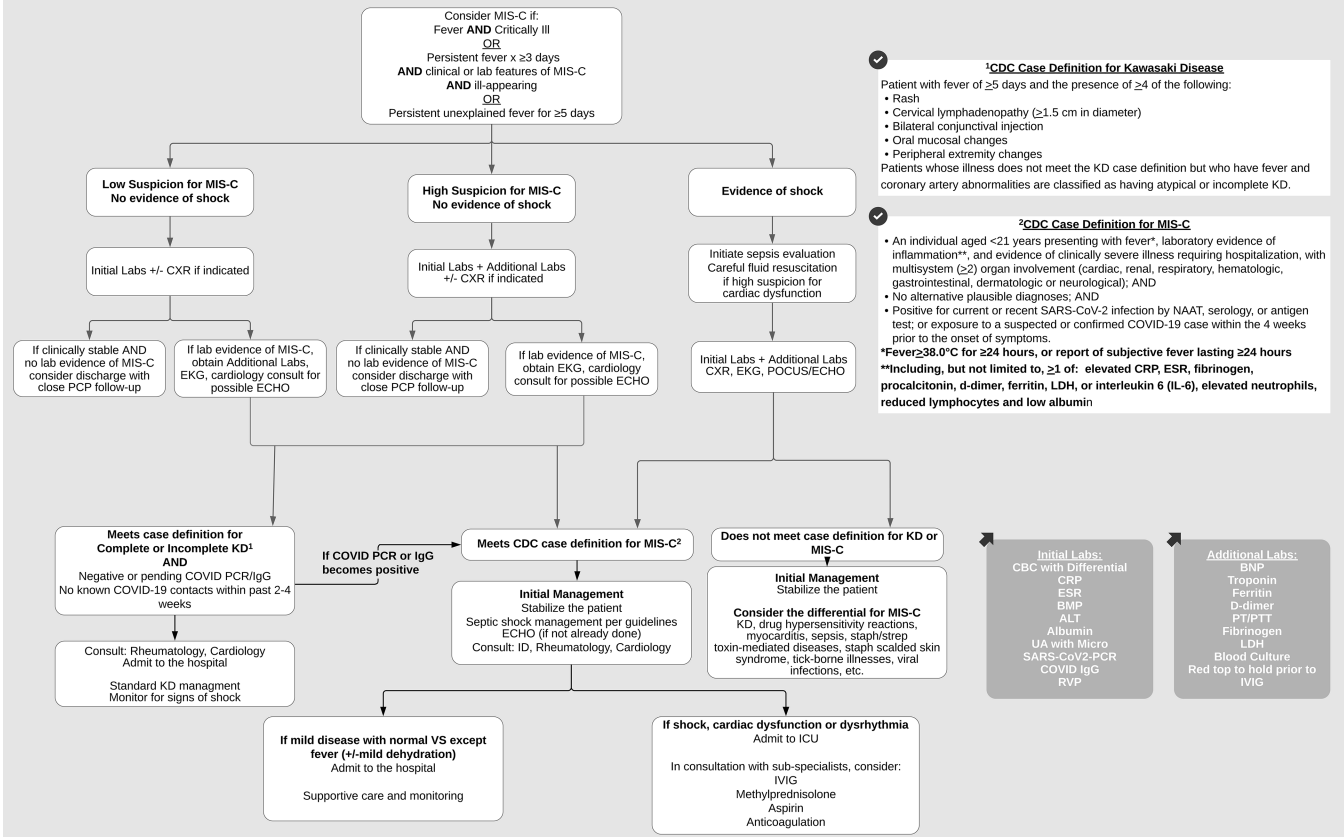 Consider MIS-C if:
Fever AND Critically Ill
OR
Persistent fever x ≥3 days
AND clinical or lab features of MIS-C
AND ill-appearing
OR
Persistent unexplained fever for ≥5 days
Low Suspicion for MIS-C
No evidence of shock
High Suspicion for MIS-C
No evidence of shock
Evidence of shock
Initial Labs +/- CXR if indicated
Initial Labs + Additional Labs
+/- CXR if indicated
Initiate sepsis evaluation
Careful fluid resuscitation
if high suspicion for
cardiac dysfunction
If clinically stable AND
no lab evidence of MIS-C
consider discharge with
close PCP follow-up
If lab evidence of MIS-C,
obtain Additional Labs,
EKG, cardiology consult for
possible ECHO
If clinically stable AND
no lab evidence of MIS-C
consider discharge with
close PCP follow-up
If lab evidence of MIS-C,
obtain EKG, cardiology
consult for possible ECHO
Initial Labs + Additional Labs
CXR, EKG, POCUS/ECHO
Meets case definition for
Complete or Incomplete KD¹
AND
Negative or pending COVID PCR/IgG
No known COVID-19 contacts within past 2-4
weeks
If COVID PCR or IgG
becomes positive
Meets CDC case definition for MIS-C²
Does not meet case definition for KD or
MIS-C
Consult: Rheumatology, Cardiology
Admit to the hospital
Standard KD managment
Monitor for signs of shock
Initial Management
Stabilize the patient
Septic shock management per guidelines
ECHO (if not already done)
Consult: ID, Rheumatology, Cardiology
Initial Management
Stabilize the patient
Consider the differential for MIS-C
KD, drug hypersensitivity reactions,
myocarditis, sepsis, staph/strep
toxin-mediated diseases, staph scalded skin
syndrome, tick-borne illnesses, viral
infections, etc.
If mild disease with normal VS except
fever (+/-mild dehydration)
Admit to the hospital
Supportive care and monitoring
If shock, cardiac dysfunction or dysrhythmia
Admit to ICU
In consultation with sub-specialists, consider:
IVIG
Methylprednisolone
Aspirin
Anticoagulation
¹CDC Case Definition for Kawasaki Disease
Patient with fever of ≥5 days and the presence of ≥4 of the following:
• Rash
• Cervical lymphadenopathy (≥1.5 cm in diameter)
• Bilateral conjunctival injection
• Oral mucosal changes
• Peripheral extremity changes
Patients whose illness does not meet the KD case definition but who have fever and
coronary artery abnormalities are classified as having atypical or incomplete KD.
²CDC Case Definition for MIS-C
• An individual aged <21 years presenting with fever*, laboratory evidence of
inflammation**, and evidence of clinically severe illness requiring hospitalization, with
multisystem (≥2) organ involvement (cardiac, renal, respiratory, hematologic,
gastrointestinal, dermatologic or neurological); AND
• No alternative plausible diagnoses; AND
• Positive for current or recent SARS-CoV-2 infection by NAAT, serology, or antigen
test; or exposure to a suspected or confirmed COVID-19 case within the 4 weeks
prior to the onset of symptoms.
*Fever≥38.0°C for ≥24 hours, or report of subjective fever lasting ≥24 hours
**Including, but not limited to, ≥1 of: elevated CRP, ESR, fibrinogen,
procalcitonin, d-dimer, ferritin, LDH, or interleukin 6 (IL-6), elevated neutrophils,
reduced lymphocytes and low albumin
Initial Labs:
CBC with Differential
CRP
ESR
BMP
ALT
Albumin
UA with Micro
SARS-CoV2-PCR
COVID IgG
RVP
Additional Labs:
BNP
Troponin
Ferritin
D-dimer
PT/PTT
Fibrinogen
LDH
Blood Culture
Red top to hold prior to
IVIG